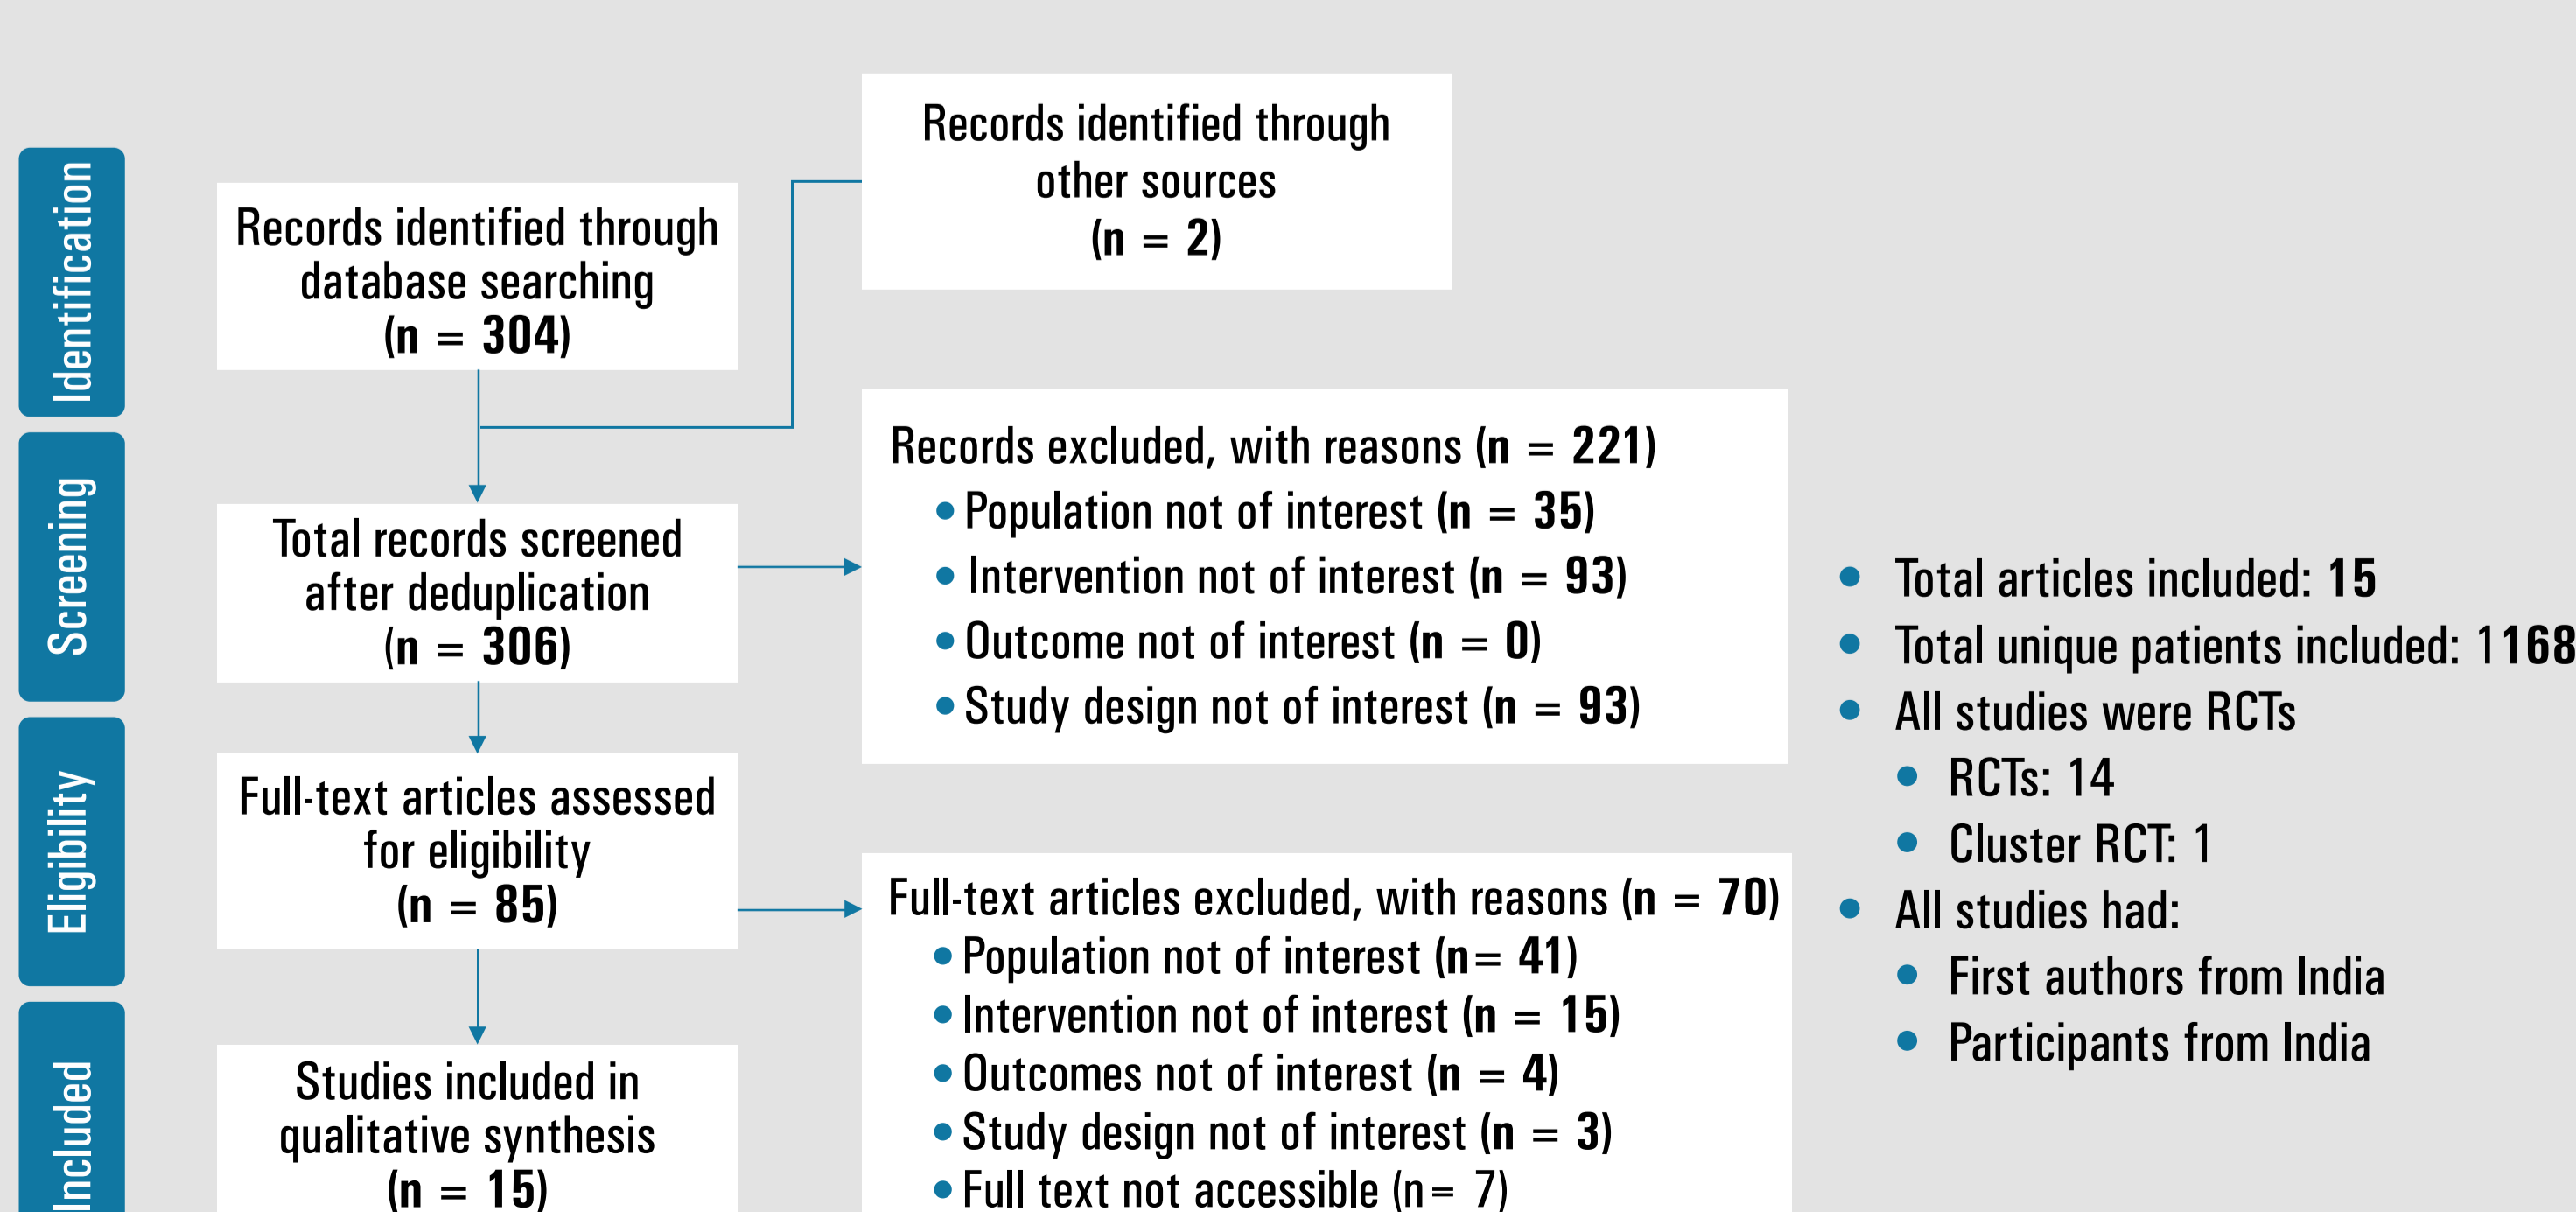 Identification
Records identified through
database searching
(n = 304)
Records identified through
other sources
(n = 2)
Screening
Total records screened
after deduplication
(n = 306)
Records excluded, with reasons (n = 221)
• Population not of interest (n = 35)
• Intervention not of interest (n = 93)
• Outcome not of interest (n = 0)
• Study design not of interest (n = 93)
Eligibility
Full-text articles assessed
for eligibility
(n = 85)
Full-text articles excluded, with reasons (n = 70)
• Population not of interest (n= 41)
• Intervention not of interest (n = 15)
• Outcomes not of interest (n = 4)
• Study design not of interest (n = 3)
• Full text not accessible (n= 7)
Included
Studies included in
qualitative synthesis
(n = 15)
• Total articles included: 15
• Total unique patients included: 1168
• All studies were RCTs
• RCTs: 14
• Cluster RCT: 1
• All studies had:
• First authors from India
• Participants from India